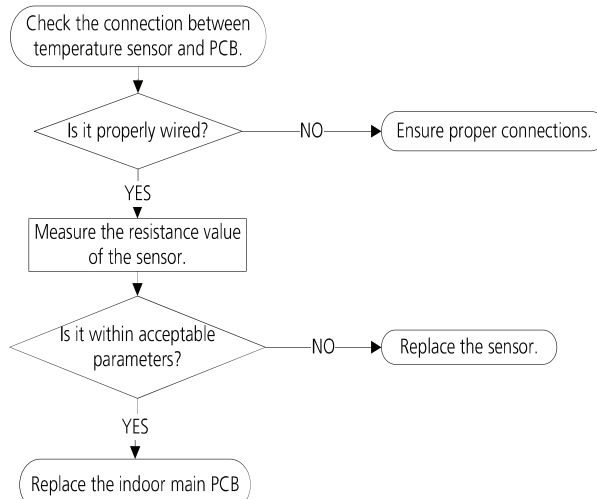 Check the connection between
temperature sensor and PCB.
Is it properly wired?
NO
Ensure proper connections.
YES
Measure the resistance value
of the sensor.
Is it within acceptable
parameters?
NO
Replace the sensor.
YES
Replace the indoor main PCB